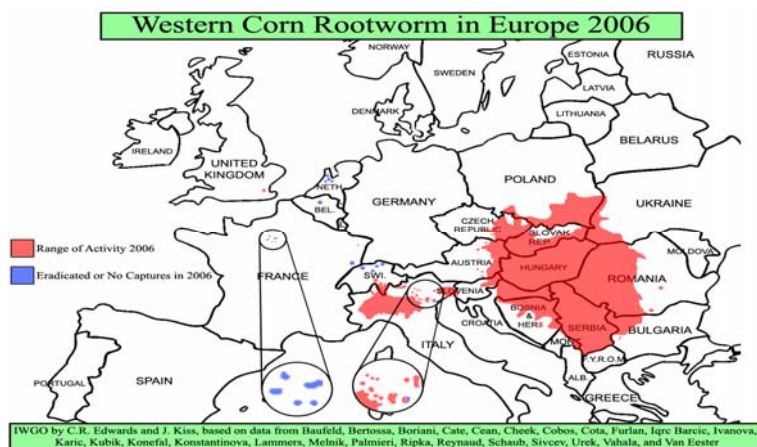 Western Corn Rootworm in Europe 2006
NORWAY
ESTONIA
RUSSIA
SWEDEN
LATVIA
DENMARK
LITHUANIA
IRELAND
UNITED
KINGDOM
BELARUS
NETH.
POLAND
GERMANY
BEL.
UKRAINE
CZECH
REPUBLIC
SLOVAK
REP.
Range of Activity 2006
Eradicated or No Captures in 2006
FRANCE
SWI.
AUSTRIA
HUNGARY
MOLDOVA
ROMANIA
SLOVENIA
CROATIA
BOSNIA
&
HER.
SERBIA
BULGARIA
ITALY
F.Y.R.O.M.
ALB.
PORTUGAL
SPAIN
GREECE
IWGO by C.R. Edwards and J. Kiss, based on data from Baufeld, Bertossa, Boriani, Cate, Cean, Cheek, Cobos, Cota, Furlan, Iqrc Barcic, Ivanova,
Karic, Kubik, Konefal, Konstantinova, Lammers, Melnik, Palmieri, Ripka, Reynaud, Schaub, Sivcev, Urek, Vahala, and Van Eester